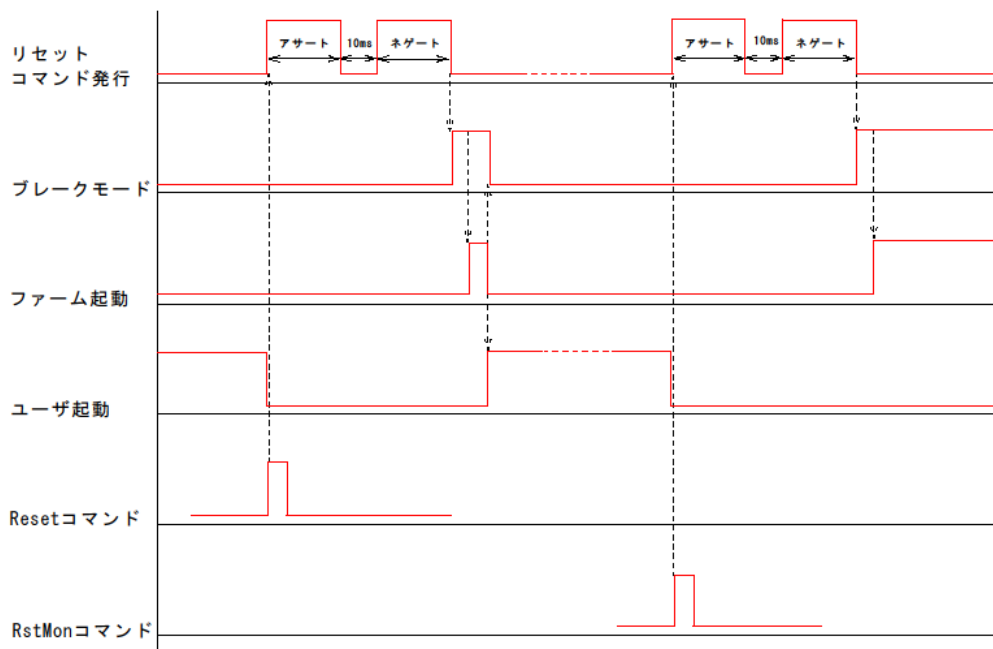 アサート 10ms ネゲート アサート 10ms ネゲート
リセット
コマンド発行
ブレークモード
ファーム起動
ユーザ起動
Resetコマンド
RstMonコマンド